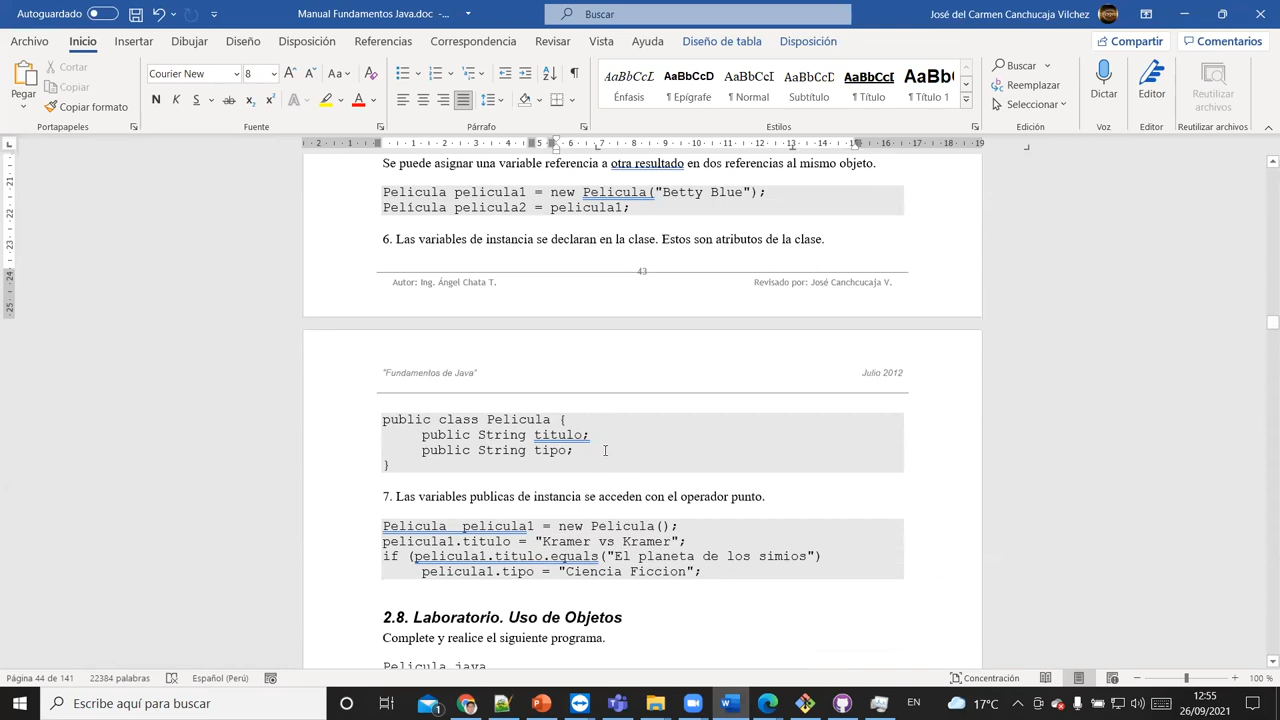 Autoguardado
Manual Fundamentos Java.doc
Buscar
José del Carmen Canchucaja Vilchez
Archivo
Inicio
Insertar
Dibujar
Diseño
Disposición
Referencias
Correspondencia
Revisar
Vista
Ayuda
Diseño de tabla
Disposición
Compartir
Comentarios
Pegar
Cortar
Copiar
Copiar formato
Portapapeles
Courier New
8
Fuente
Párrafo
AaBbCcL AaBbCcD AaBbCcI AaBbCcDı AaBbCcI AaBb(
Énfasis
¶ Epígrafe
¶ Normal
Subtítulo
¶ Título
¶ Título 1
Estilos
Buscar
Reemplazar
Seleccionar
Edición
Dictar
Voz
Editor
Editor
Reutilizar archivos
Reutilizar archivos
Se puede asignar una variable referencia a otra resultado en dos referencias al mismo objeto.
Pelicula pelicula1 = new Pelicula("Betty Blue");
Pelicula pelicula2 = pelicula1;
6. Las variables de instancia se declaran en la clase. Estos son atributos de la clase.
43
Autor: Ing. Ángel Chata T.
Revisado por: José Canchcucaja V.
"Fundamentos de Java"
Julio 2012
public class Pelicula {
public String titulo;
public String tipo;
}
7. Las variables publicas de instancia se acceden con el operador punto.
Pelicula pelicula1 = new Pelicula();
pelicula1.titulo = "Kramer vs Kramer";
if (pelicula1.titulo.equals("El planeta de los simios")
pelicula1.tipo = "Ciencia Ficcion";
2.8. Laboratorio. Uso de Objetos
Complete y realice el siguiente programa.
Pelicula java
Página 44 de 141
22384 palabras
Español (Perú)
Concentración
100 %
Escribe aquí para buscar
17°C
EN
12:55
26/09/2021